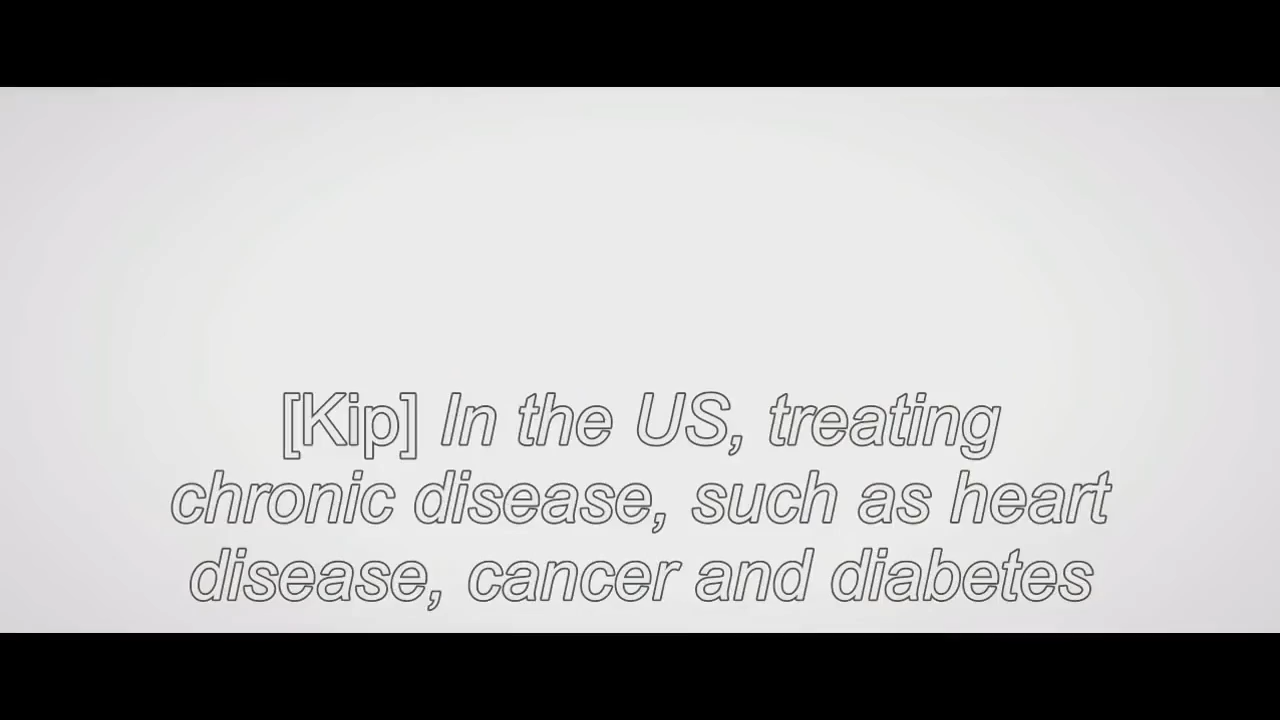 [Kip] In the US, treating
chronic disease, such as heart
disease, cancer and diabetes